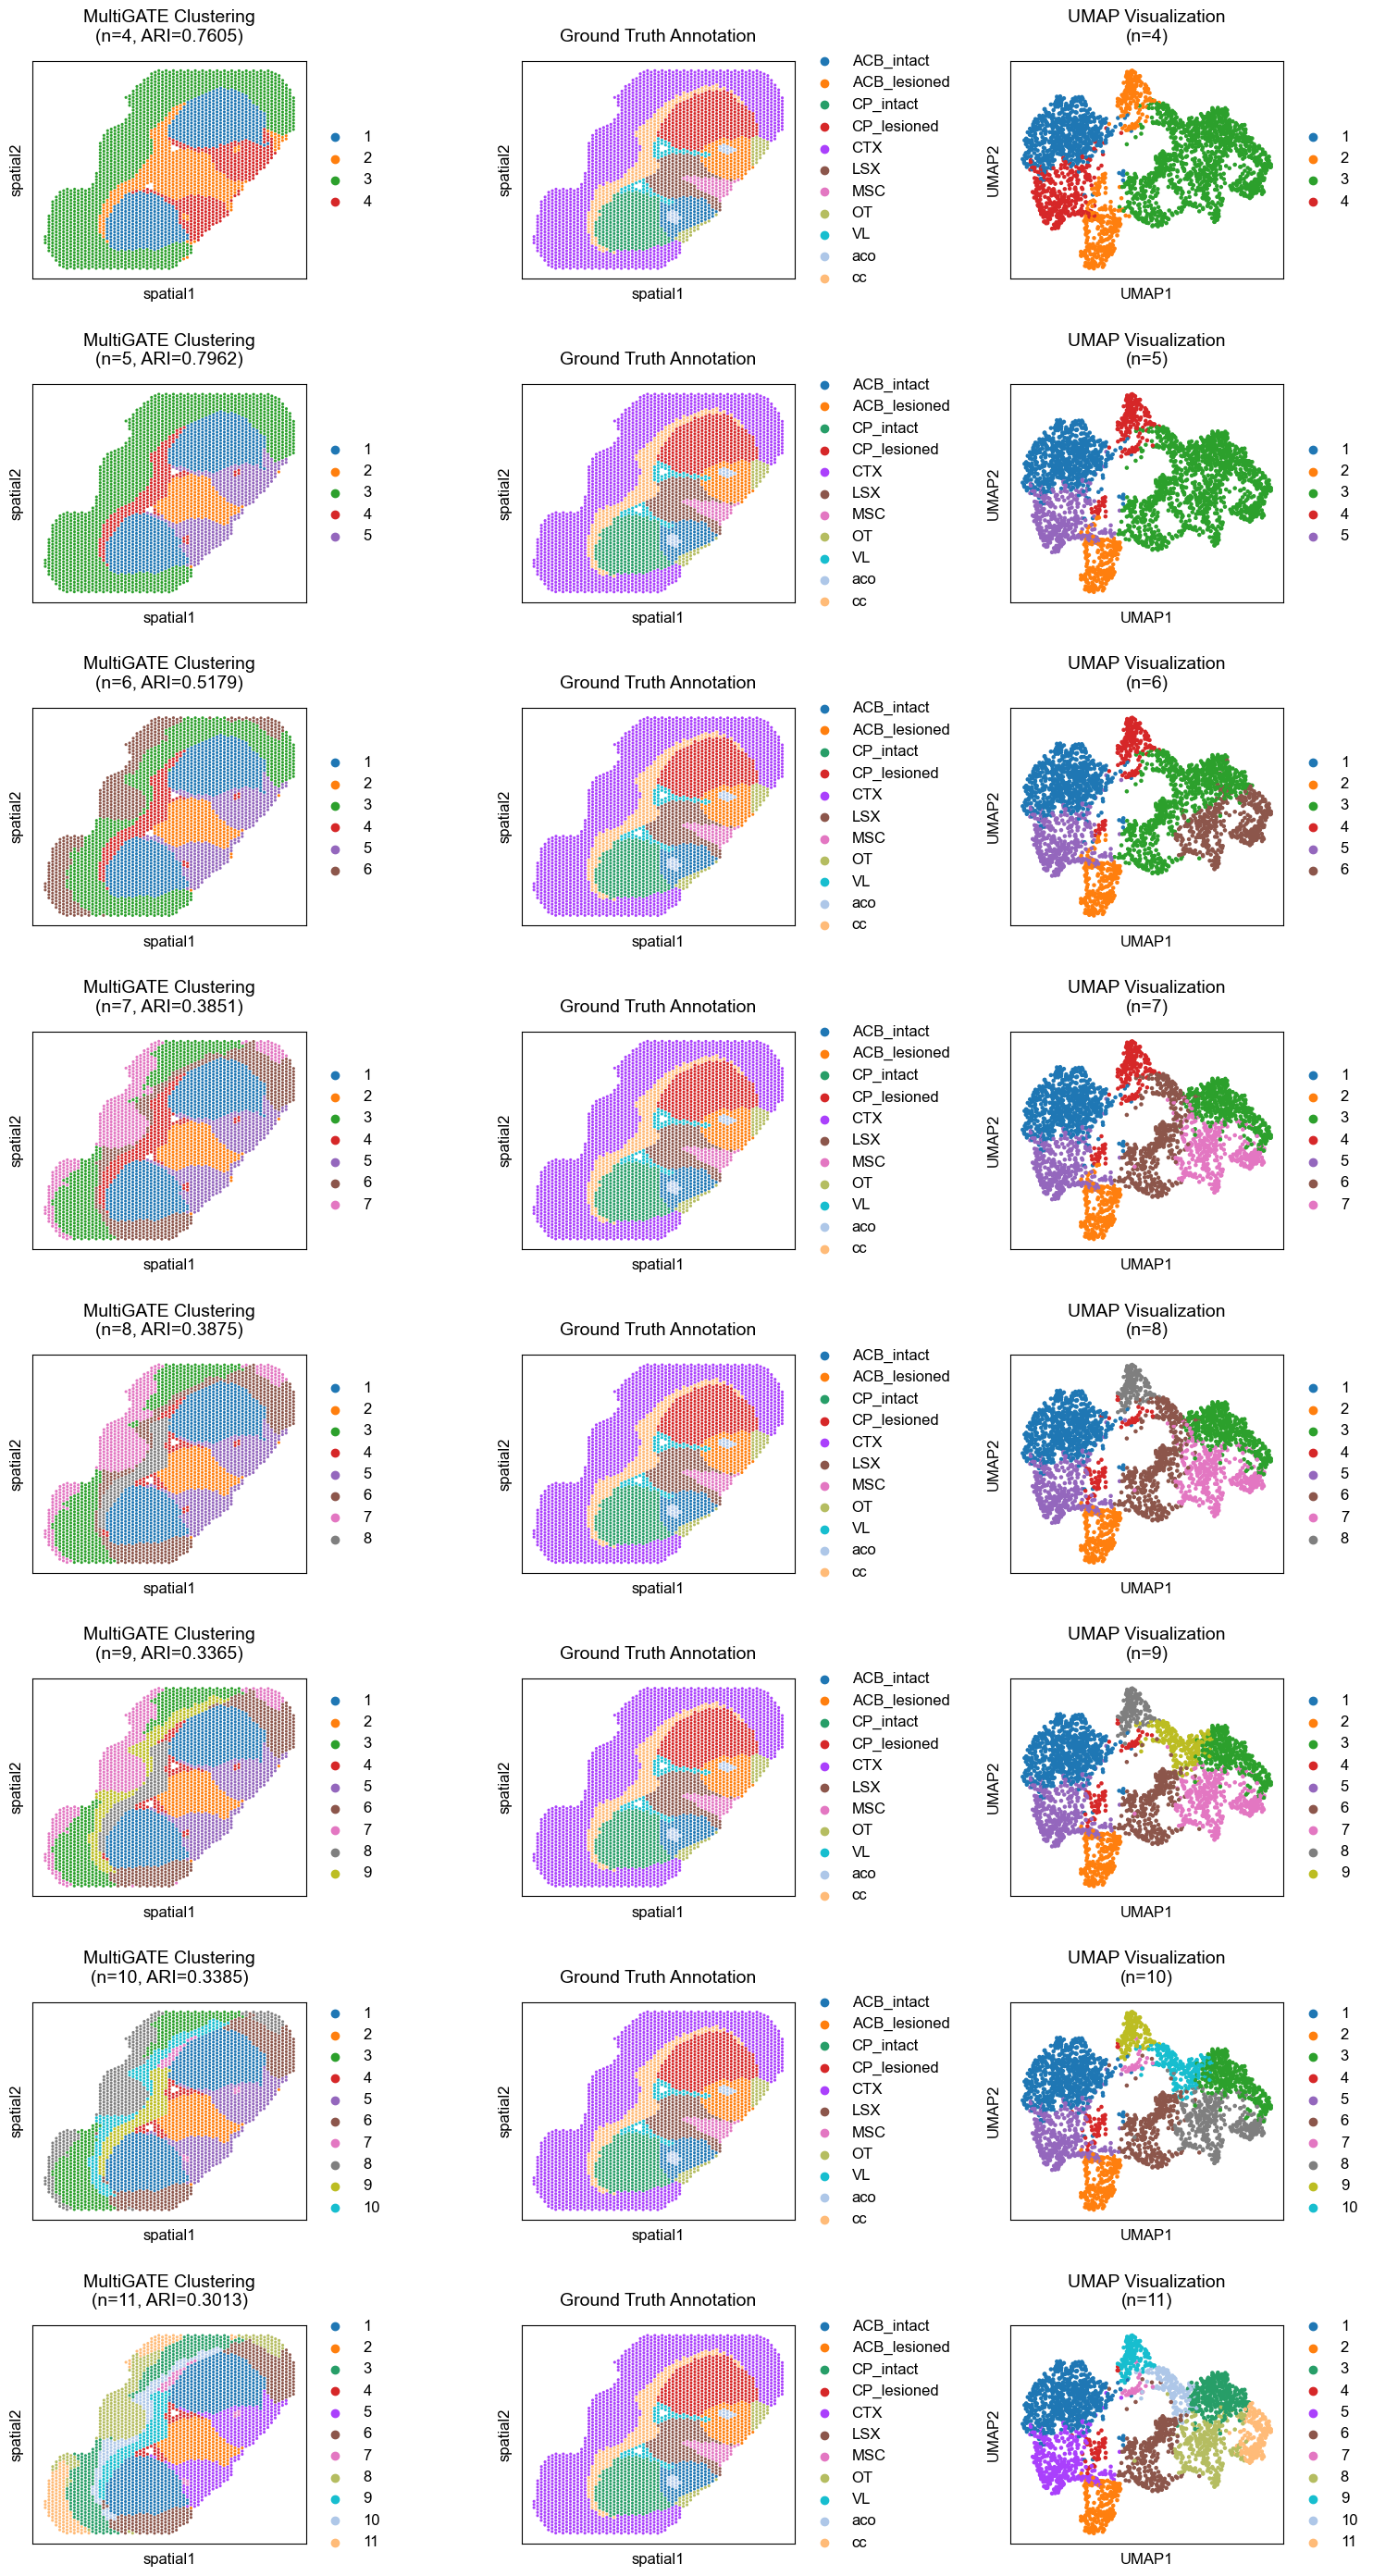 MultiGATE Clustering
(n=4, ARI=0.7605)
spatial2
spatial1
1
2
3
4
Ground Truth Annotation
spatial2
spatial1
ACB_intact
ACB_lesioned
CP_intact
CP_lesioned
CTX
LSX
MSC
OT
VL
aco
cc
UMAP Visualization
(n=4)
UMAP2
UMAP1
1
2
3
4
MultiGATE Clustering
(n=5, ARI=0.7962)
spatial2
spatial1
1
2
3
4
5
Ground Truth Annotation
spatial2
spatial1
ACB_intact
ACB_lesioned
CP_intact
CP_lesioned
CTX
LSX
MSC
OT
VL
aco
cc
UMAP Visualization
(n=5)
UMAP2
UMAP1
1
2
3
4
5
MultiGATE Clustering
(n=6, ARI=0.5179)
spatial2
spatial1
1
2
3
4
5
6
Ground Truth Annotation
spatial2
spatial1
ACB_intact
ACB_lesioned
CP_intact
CP_lesioned
CTX
LSX
MSC
OT
VL
aco
cc
UMAP Visualization
(n=6)
UMAP2
UMAP1
1
2
3
4
5
6
MultiGATE Clustering
(n=7, ARI=0.3851)
spatial2
spatial1
1
2
3
4
5
6
7
Ground Truth Annotation
spatial2
spatial1
ACB_intact
ACB_lesioned
CP_intact
CP_lesioned
CTX
LSX
MSC
OT
VL
aco
cc
UMAP Visualization
(n=7)
UMAP2
UMAP1
1
2
3
4
5
6
7
MultiGATE Clustering
(n=8, ARI=0.3875)
spatial2
spatial1
1
2
3
4
5
6
7
8
Ground Truth Annotation
spatial2
spatial1
ACB_intact
ACB_lesioned
CP_intact
CP_lesioned
CTX
LSX
MSC
OT
VL
aco
cc
UMAP Visualization
(n=8)
UMAP2
UMAP1
1
2
3
4
5
6
7
8
MultiGATE Clustering
(n=9, ARI=0.3365)
spatial2
spatial1
1
2
3
4
5
6
7
8
9
Ground Truth Annotation
spatial2
spatial1
ACB_intact
ACB_lesioned
CP_intact
CP_lesioned
CTX
LSX
MSC
OT
VL
aco
cc
UMAP Visualization
(n=9)
UMAP2
UMAP1
1
2
3
4
5
6
7
8
9
MultiGATE Clustering
(n=10, ARI=0.3385)
spatial2
spatial1
1
2
3
4
5
6
7
8
9
10
Ground Truth Annotation
spatial2
spatial1
ACB_intact
ACB_lesioned
CP_intact
CP_lesioned
CTX
LSX
MSC
OT
VL
aco
cc
UMAP Visualization
(n=10)
UMAP2
UMAP1
1
2
3
4
5
6
7
8
9
10
MultiGATE Clustering
(n=11, ARI=0.3013)
spatial2
spatial1
1
2
3
4
5
6
7
8
9
10
11
Ground Truth Annotation
spatial2
spatial1
ACB_intact
ACB_lesioned
CP_intact
CP_lesioned
CTX
LSX
MSC
OT
VL
aco
cc
UMAP Visualization
(n=11)
UMAP2
UMAP1
1
2
3
4
5
6
7
8
9
10
11